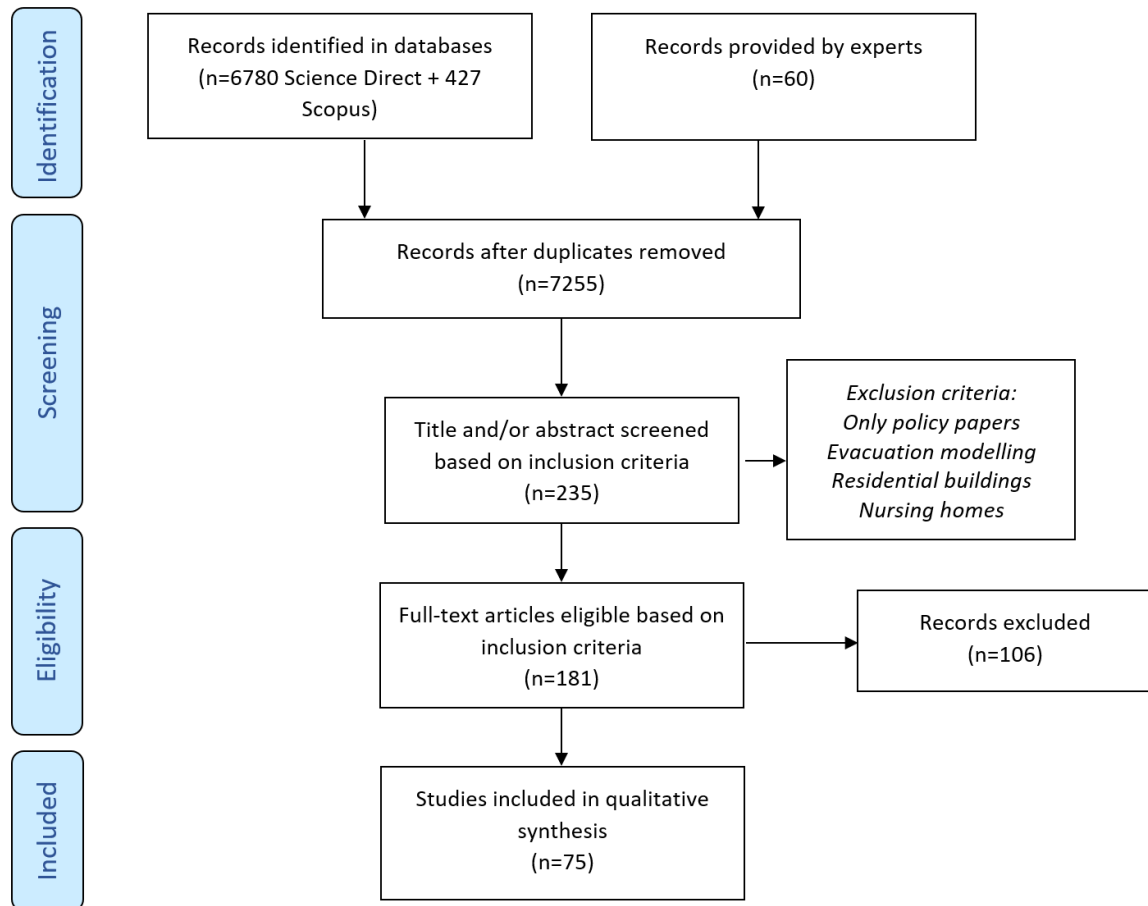 Identification
Records identified in databases
(n=6780 Science Direct + 427
Scopus)
Records provided by experts
(n=60)
Screening
Records after duplicates removed
(n=7255)
Title and/or abstract screened
based on inclusion criteria
(n=235)
Exclusion criteria:
Only policy papers
Evacuation modelling
Residential buildings
Nursing homes
Eligibility
Full-text articles eligible based on
inclusion criteria
(n=181)
Records excluded
(n=106)
Included
Studies included in qualitative
synthesis
(n=75)